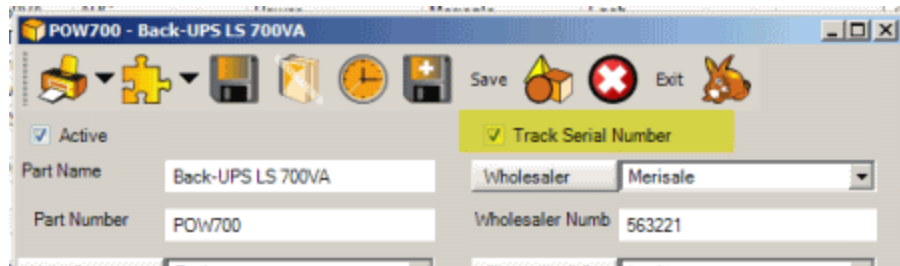 POW700 - Back-UPS LS 700VA
Save Exit
Active Track Serial Number
Part Name Back-UPS LS 700VA Wholesaler Merisale
Part Number POW700 Wholesaler Numb 563221